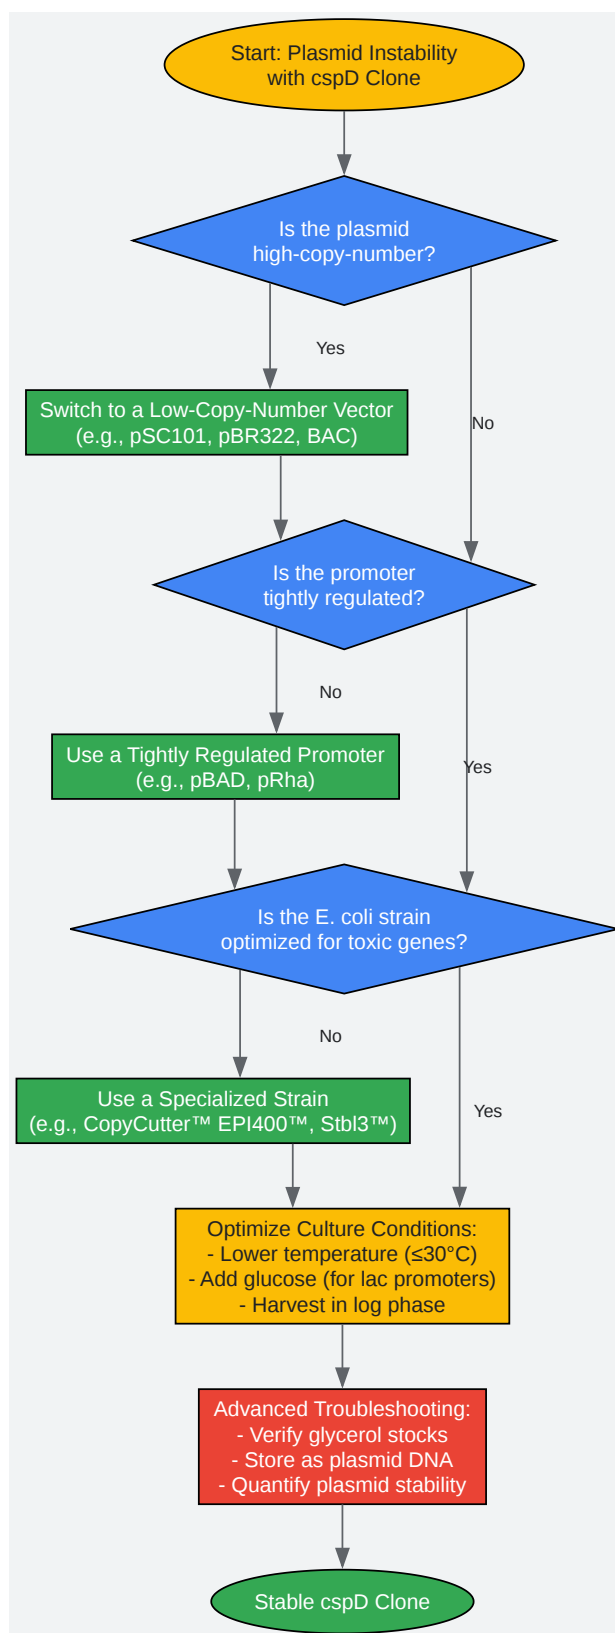 Start: Plasmid Instability
with cspD Clone
Is the plasmid
high-copy-number?
Yes
Switch to a Low-Copy-Number Vector
(e.g., pSC101, pBR322, BAC)
No
Is the promoter
tightly regulated?
No
Use a Tightly Regulated Promoter
(e.g., pBAD, pRha)
Yes
Is the E. coli strain
optimized for toxic genes?
No
Use a Specialized Strain
(e.g., CopyCutter™ EPI400™, Stbl3™)
Yes
Optimize Culture Conditions:
- Lower temperature (≤30°C)
- Add glucose (for lac promoters)
- Harvest in log phase
Advanced Troubleshooting:
- Verify glycerol stocks
- Store as plasmid DNA
- Quantify plasmid stability
Stable cspD Clone